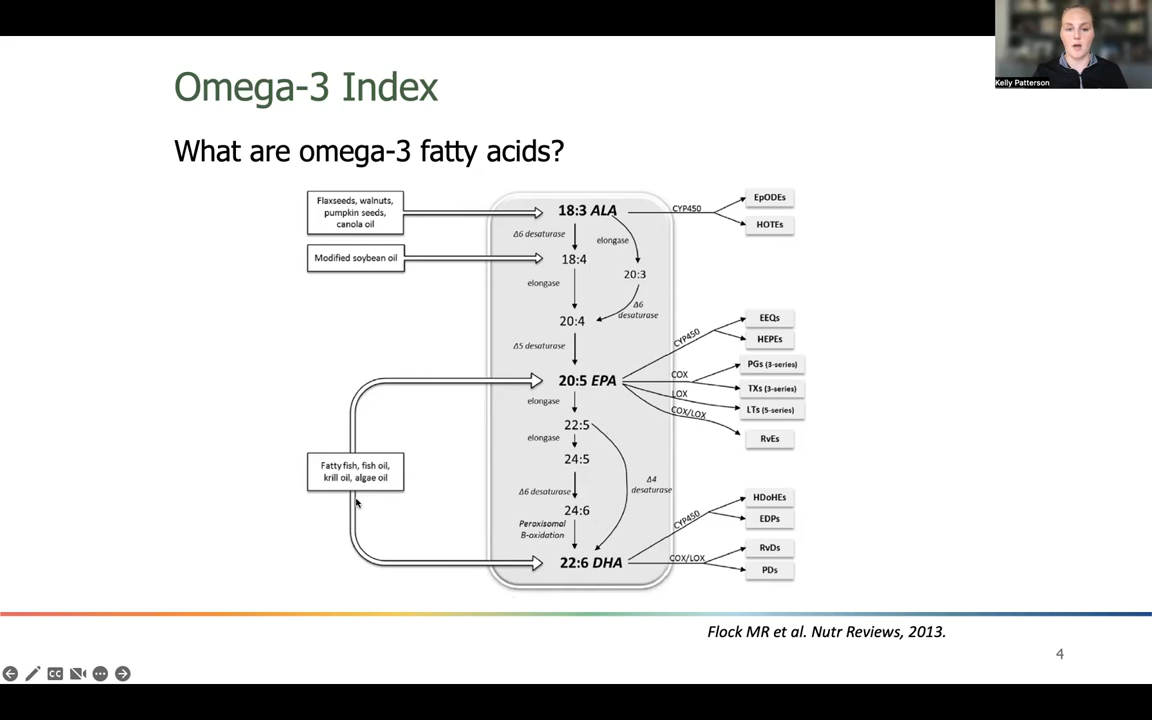 Kelly Patterson
Omega-3 Index
What are omega-3 fatty acids?
Flaxseeds, walnuts,
pumpkin seeds,
canola oil
Modified soybean oil
Fatty fish, fish oil,
krill oil, algae oil
18:3 ALA
Δ6 desaturase
elongase
18:4
20:3
elongase
Δ6
desaturase
20:4
Δ5 desaturase
20:5 EPA
elongase
22:5
elongase
24:5
Δ4
desaturase
Δ6 desaturase
24:6
Peroxisomal
B-oxidation
22:6 DHA
CYP450
EpODEs
HOTEs
CYP450
EEQs
HEPEs
COX
PGs (3-series)
TXs (3-series)
LOX
LTs (5-series)
COX/LOX
RvEs
CYP450
HDoHEs
EDPs
COX/LOX
RvDs
PDs
Flock MR et al. Nutr Reviews, 2013.
4
CC